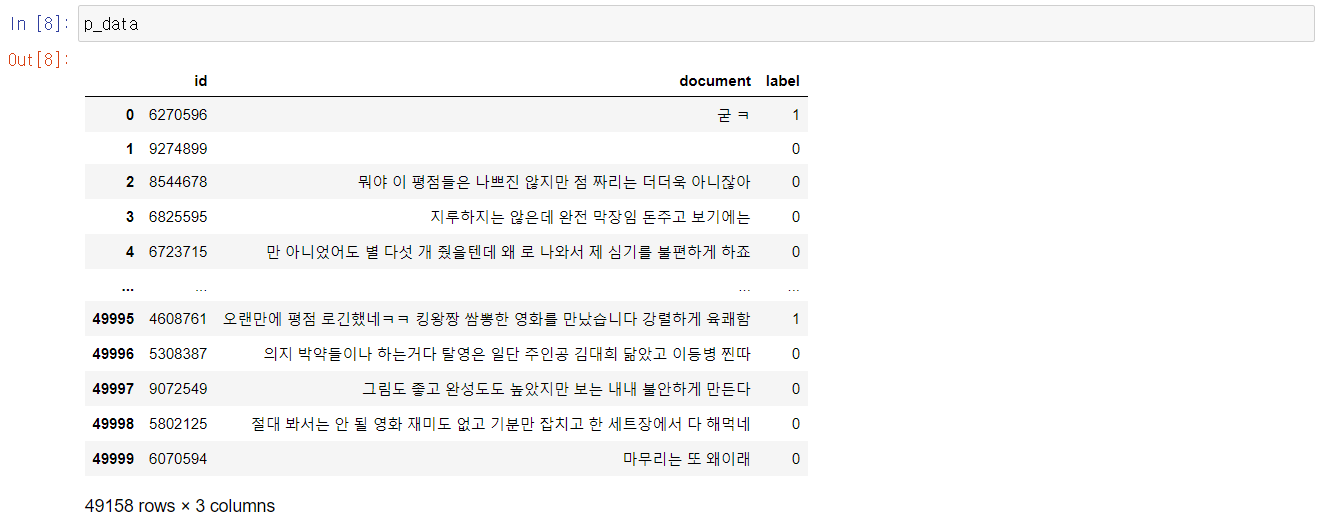 In [8]: p_data
Out[8]:
id document label
0 6270596 굳 ㅋ 1
1 9274899 0
2 8544678 뭐야 이 평점들은 나쁘진 않지만 점 짜리는 더더욱 아니잖아 0
3 6825595 지루하지는 않은데 완전 막장임 돈주고 보기에는 0
4 6723715 만 아니었어도 별 다섯 개 줬을텐데 왜 로 나와서 제 심기를 불편하게 하죠 0
... ... ... ...
49995 4608761 오랜만에 평점 로긴했네ㅋㅋ 킹왕짱 쌈뽕한 영화를 만났습니다 강렬하게 육쾌함 1
49996 5308387 의지 박약들이나 하는거다 탈영은 일단 주인공 김대희 닮았고 이등병 찐따 0
49997 9072549 그림도 좋고 완성도도 높았지만 보는 내내 불안하게 만든다 0
49998 5802125 절대 봐서는 안 될 영화 재미도 없고 기분만 잡치고 한 세트장에서 다 해먹네 0
49999 6070594 마무리는 또 왜이래 0
49158 rows × 3 columns